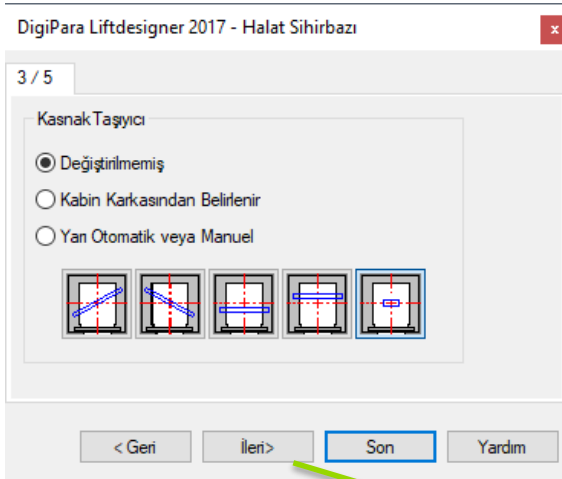 DigiPara Liftdesigner 2017 - Halat Sihirbazı
x
3 / 5
Kasnak Taşıyıcı
Değiştirilmemiş
Kabin Karkasından Belirlenir
Yarı Otomatik veya Manuel
< Geri İleri> Son Yardım